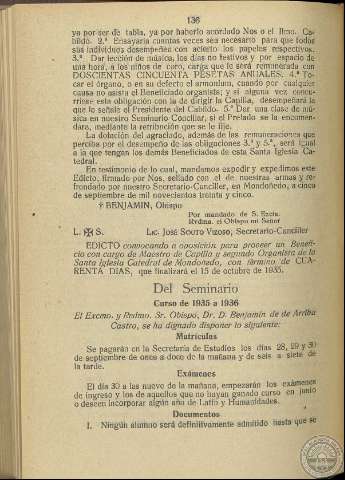 136
ya por ser de tabla, ya por haberlo acordado Nos o el Ilmo. Ca-
bildo. 2.ª Ensayaría cuantas veces sea necesario para que todos
sus individuos desempeñen con acierto los papeles respectivos.
3.ª Dar lección de música, los días no festivos y por espacio de
una hora, a los niños de coro, carga que le será remunerada con
DOSCIENTAS CINCUENTA PESETAS ANUALES. 4.ª To-
car el órgano, o en su defecto el armonium, cuando por cualquier
causa no asista el Beneficiado organista; y si alguna vez concu-
rriese esta obligación con la de dirigir la Capilla, desempeñará la
que le señale el Presidente del Cabildo. 5.ª Dar una clase de mú-
sica en nuestro Seminario Conciliar, si el Prelado se la encomen-
dara, mediante la retribución que se le fije.
La dotación del agraciado, además de las remuneraciones que
perciba por el desempeño de las obligaciones 3.ª y 5.ª, será igual
a la que tengan los demás Beneficiados de esta Santa Iglesia Ca-
tedral.
En testimonio de lo cual, mandamos expedir y expedimos este
Edicto, firmado por Nos, sellado con el de nuestras armas y re-
frendado por nuestro Secretario-Canciller, en Mondoñedo, a cinco
de septiembre de mil novecientos treinta y cinco.
† BENJAMIN, Obispo
Por mandado de S. Excia.
Rvdma. el Obispo mi Señor
L. ✠ S. Lic. José Souto Vizoso, Secretario-Canciller
EDICTO convocando a oposición para proveer un Benefi-
cio con cargo de Maestro de Capilla y segundo Organista de la
Santa Iglesia Catedral de Mondoñedo, con término de CUA-
RENTA DIAS, que finalizará el 15 de octubre de 1935.
Del Seminario
Curso de 1935 a 1936
El Excmo. y Rvdmo. Sr. Obispo, Dr. D. Benjamín de de Arriba
Castro, se ha dignado disponer lo siguiente:
Matrículas
Se pagarán en la Secretaría de Estudios los días 28, 29 y 30
de septiembre de once a doce de la mañana y de seis a siete de
la tarde.
Exámenes
El día 30 a las nueve de la mañana, empezarán los exámenes
de ingreso y los de aquellos que no hayan ganado curso en junio
o deseen incorporar algún año de Latín y Humanidades.
Documentos
I. Ningún alumno será definitivamente admitido hasta que se